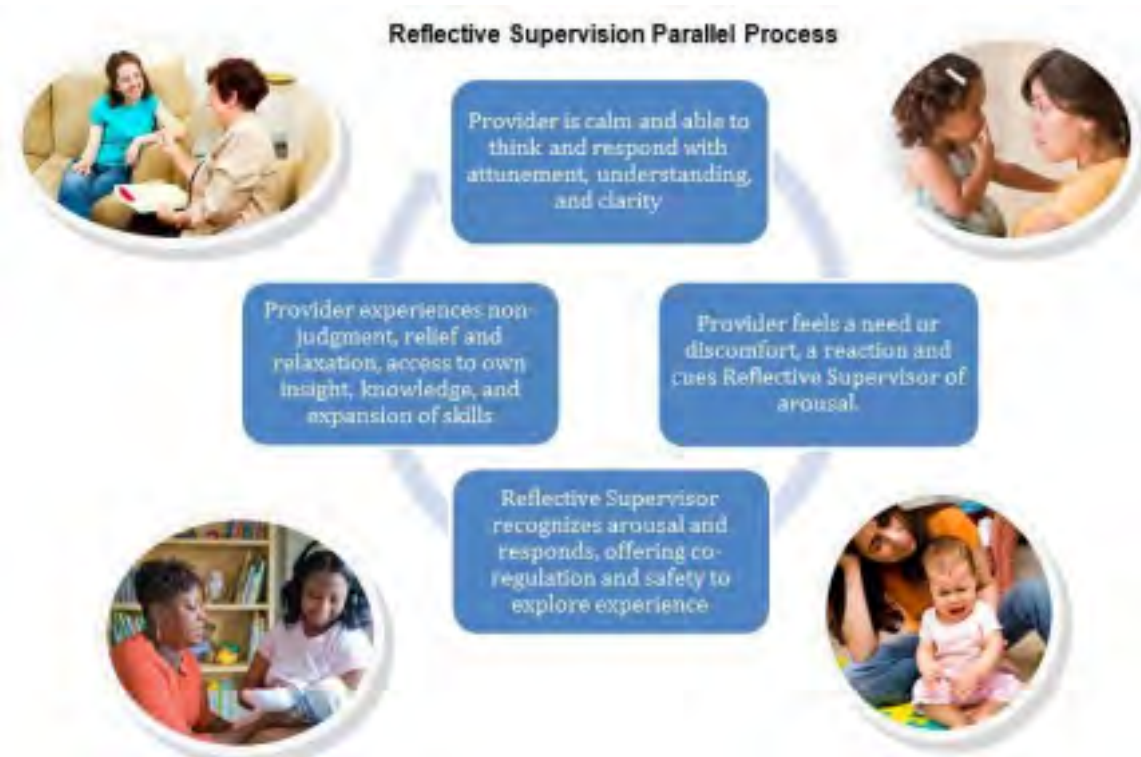 Reflective Supervision Parallel Process
Provider is calm and able to
think and respond with
attunement, understanding,
and clarity
Provider feels a need or
discomfort, a reaction and
cues Reflective Supervisor of
arousal.
Reflective Supervisor
recognizes arousal and
responds, offering co-
regulation and safety to
explore experience
Provider experiences non-
judgment, relief and
relaxation, access to own
insight, knowledge, and
expansion of skills